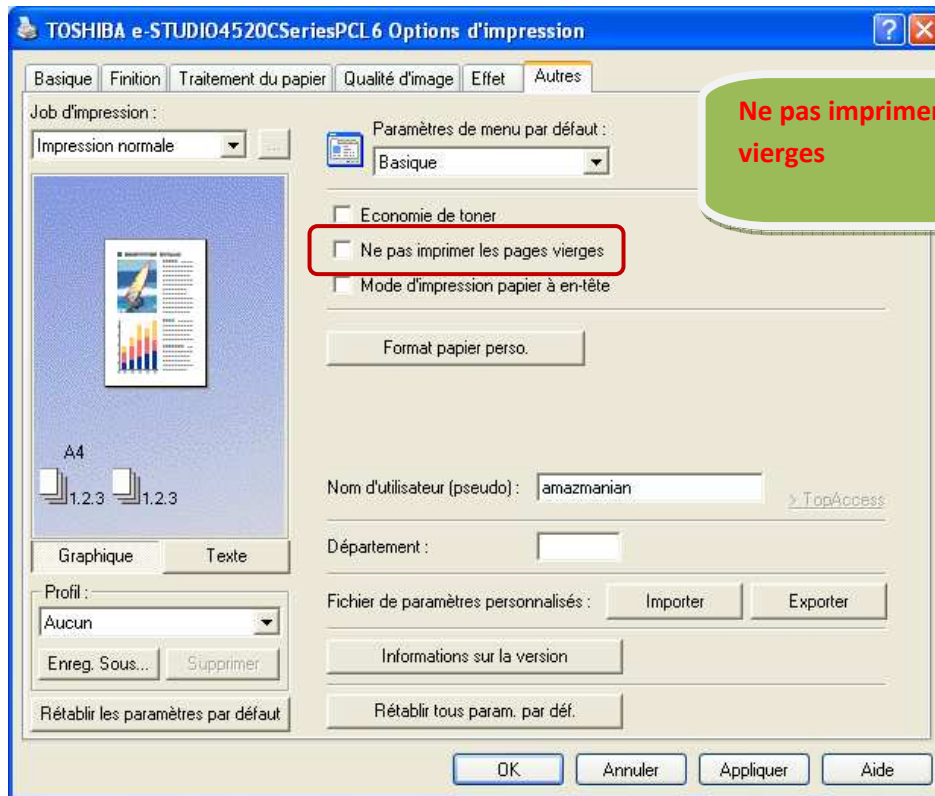 TOSHIBA e-STUDIO4520CSeriesPCL6 Options d'impression
Basique Finition Traitement du papier Qualité d'image Effet Autres
Job d'impression :
Impression normale
...
Paramètres de menu par défaut :
Basique
Ne pas imprimer
vierges
Economie de toner
Ne pas imprimer les pages vierges
Mode d'impression papier à en-tête
Format papier perso.
A4
1.2.3 1.2.3
Nom d'utilisateur (pseudo) : amazmanian
> TopAccess
Graphique Texte
Département :
Profil :
Aucun
Fichier de paramètres personnalisés : Importer Exporter
Enreg. Sous... Supprimer
Informations sur la version
Rétablir les paramètres par défaut
Rétablir tous param. par déf.
OK Annuler Appliquer Aide